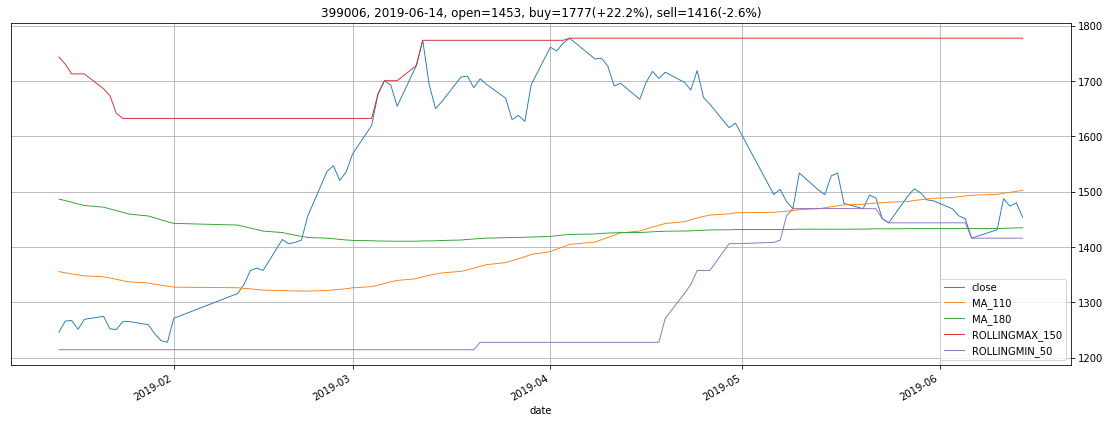 399006, 2019-06-14, open=1453, buy=1777(+22.2%), sell=1416(-2.6%)
1800
1700
1600
1500
1400
1300
1200
close
MA_110
MA_180
ROLLINGMAX_150
ROLLINGMIN_50
2019-02
2019-03
2019-04
2019-05
2019-06
date